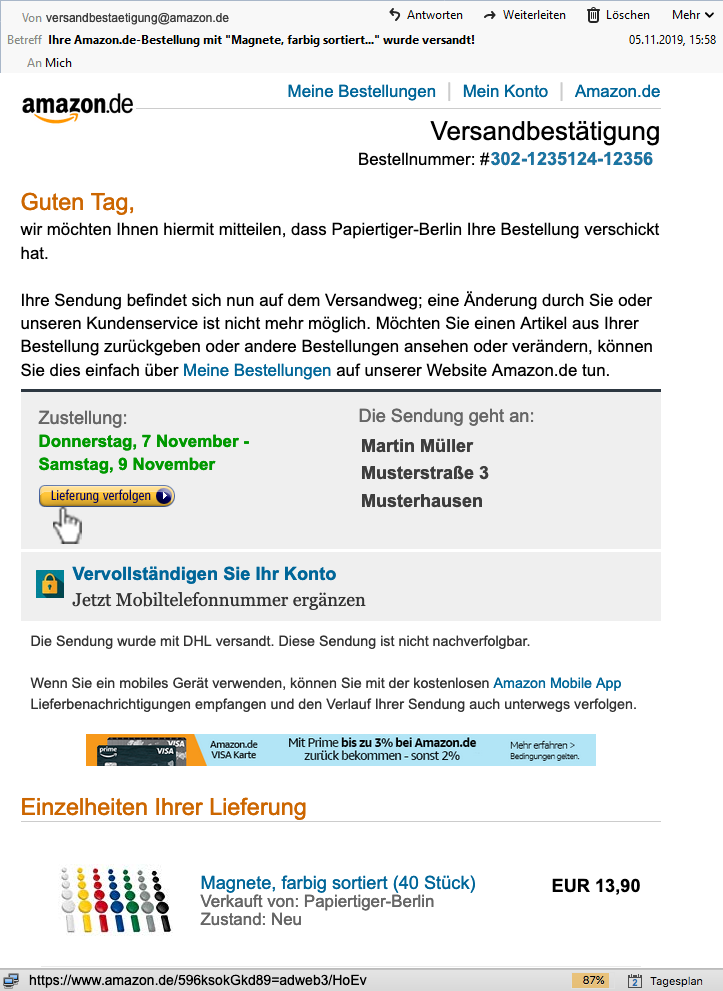 Von versandbestaetigung@amazon.de Antworten Weiterleiten Löschen Mehr
Betreff Ihre Amazon.de-Bestellung mit "Magnete, farbig sortiert..." wurde versandt! 05.11.2019, 15:58
An Mich
amazon.de Meine Bestellungen | Mein Konto | Amazon.de
Versandbestätigung
Bestellnummer: #302-1235124-12356
Guten Tag,
wir möchten Ihnen hiermit mitteilen, dass Papiertiger-Berlin Ihre Bestellung verschickt
hat.
Ihre Sendung befindet sich nun auf dem Versandweg; eine Änderung durch Sie oder
unseren Kundenservice ist nicht mehr möglich. Möchten Sie einen Artikel aus Ihrer
Bestellung zurückgeben oder andere Bestellungen ansehen oder verändern, können
Sie dies einfach über Meine Bestellungen auf unserer Website Amazon.de tun.
Zustellung:
Donnerstag, 7 November -
Samstag, 9 November
Lieferung verfolgen
Die Sendung geht an:
Martin Müller
Musterstraße 3
Musterhausen
Vervollständigen Sie Ihr Konto
Jetzt Mobiltelefonnummer ergänzen
Die Sendung wurde mit DHL versandt. Diese Sendung ist nicht nachverfolgbar.
Wenn Sie ein mobiles Gerät verwenden, können Sie mit der kostenlosen Amazon Mobile App
Lieferbenachrichtigungen empfangen und den Verlauf Ihrer Sendung auch unterwegs verfolgen.
prime VISA VISA
Amazon.de
VISA Karte
Mit Prime bis zu 3% bei Amazon.de
zurück bekommen - sonst 2%
Mehr erfahren >
Bedingungen gelten.
Einzelheiten Ihrer Lieferung
Magnete, farbig sortiert (40 Stück) EUR 13,90
Verkauft von: Papiertiger-Berlin
Zustand: Neu
https://www.amazon.de/596ksokGkd89=adweb3/HoEv 87% 2 Tagesplan